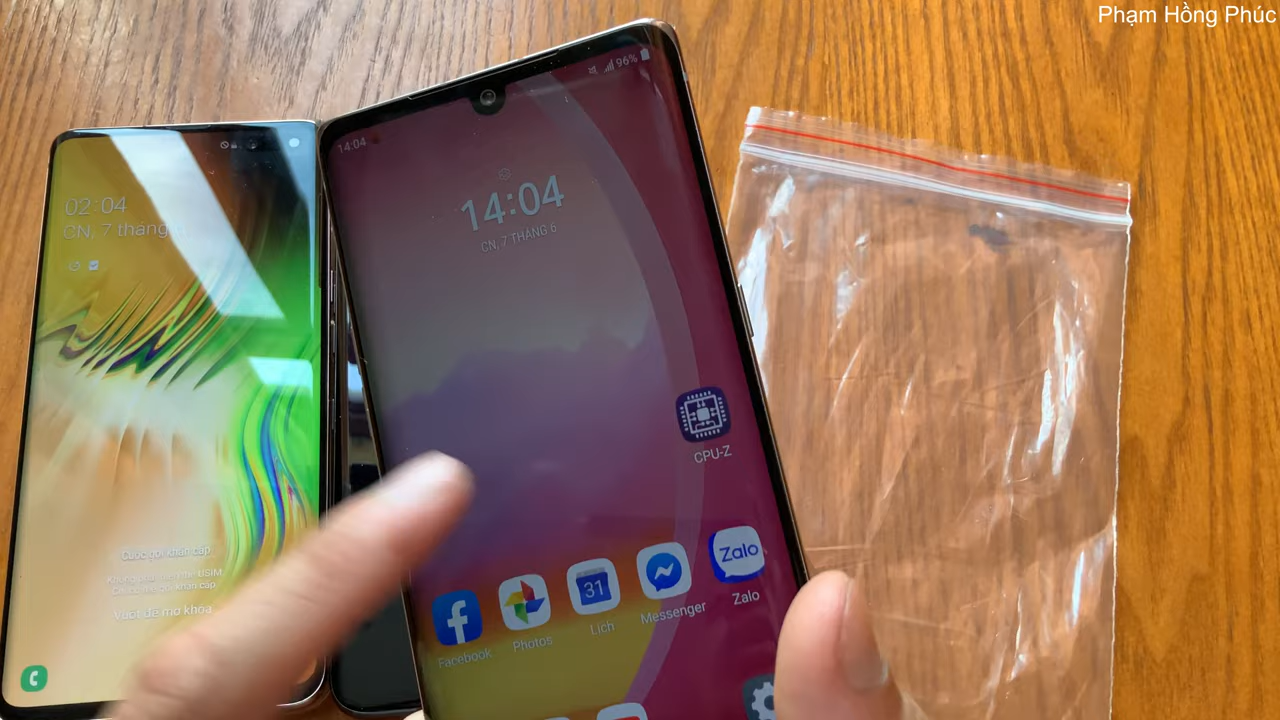 Phạm Hồng Phúc
96%
14:04
14:04
CN, 7 THÁNG 6
CPU-Z
Facebook
Photos
31
Lịch
Messenger
Zalo
Zalo
02:04
CN, 7 tháng
Cuộc gọi khẩn cấp
Vuốt để mở khóa